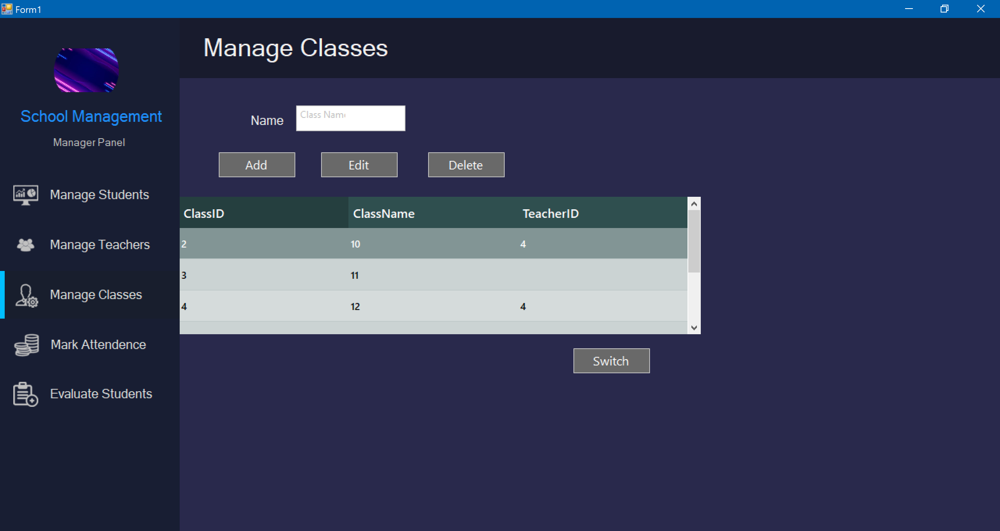 Form1
School Management
Manager Panel
Manage Students
Manage Teachers
Manage Classes
Mark Attendence
Evaluate Students
Manage Classes
Name Class Nam
Add Edit Delete
ClassID ClassName TeacherID
2 10 4
3 11
4 12 4
Switch